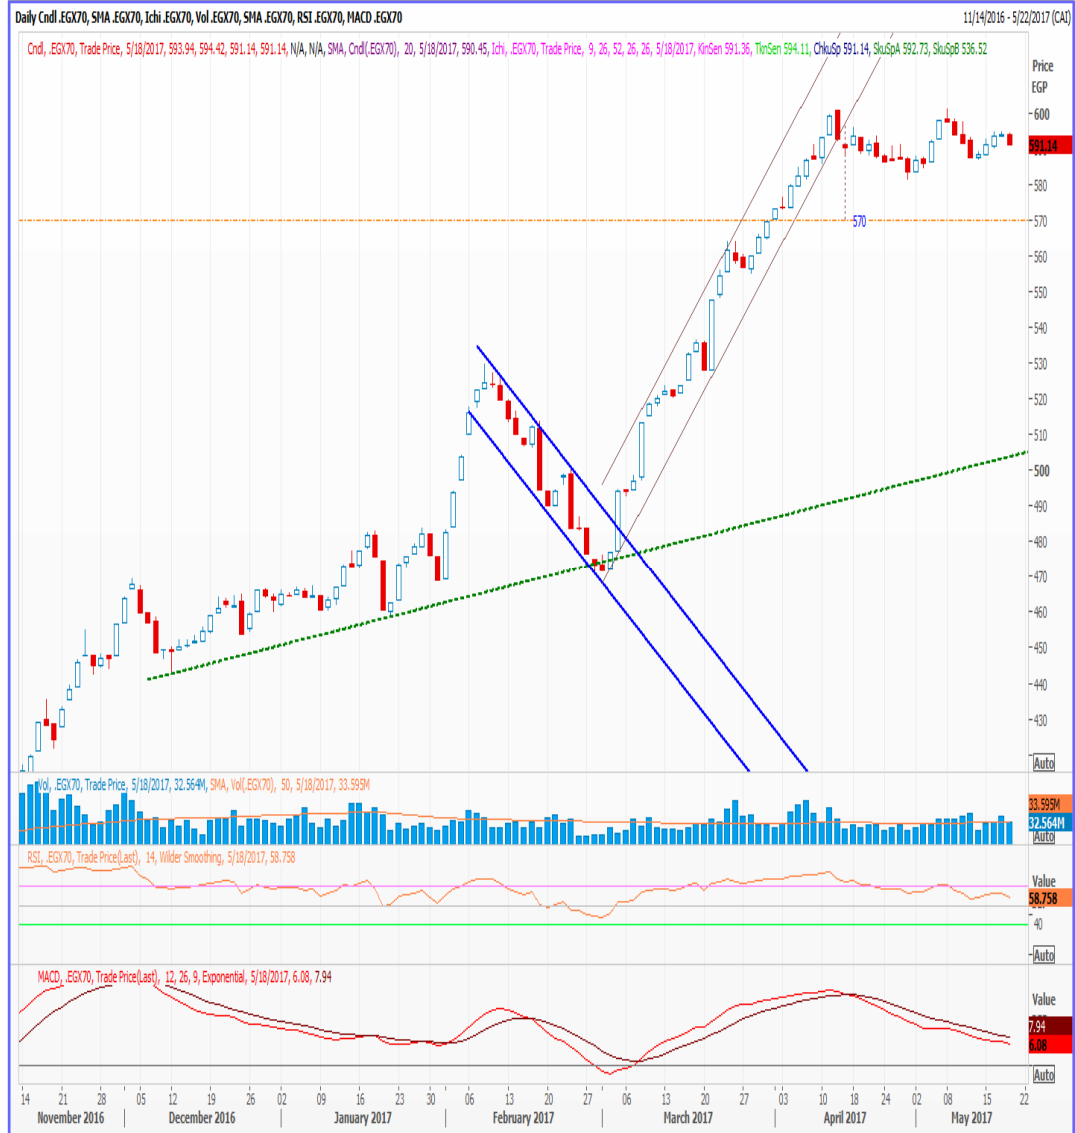 Daily Cndl .EGX70, SMA .EGX70, Ichi .EGX70, Vol .EGX70, SMA .EGX70, RSI .EGX70, MACD .EGX70
11/14/2016 - 5/22/2017 (CAI)
Cndl, .EGX70, Trade Price, 5/18/2017, 593.94, 594.42, 591.14, 591.14, N/A, N/A, SMA, Cndl(.EGX70), 20, 5/18/2017, 590.45, Ichi, .EGX70, Trade Price, 9, 26, 52, 26, 26, 5/18/2017, KinSen 591.36, TknSen 594.11, ChkuSp 591.14, SkuSpA 592.73, SkuSpB 536.52
Price
EGP
600
591.14
580
570
570
560
550
540
530
520
510
500
490
480
470
460
450
440
430
Auto
Vol, .EGX70, Trade Price, 5/18/2017, 32.564M, SMA, Vol(.EGX70), 50, 5/18/2017, 33.595M
33.595M
32.564M
Auto
RSI, .EGX70, Trade Price(Last), 14, Wilder Smoothing, 5/18/2017, 58.758
Value
58.758
40
Auto
MACD, .EGX70, Trade Price(Last), 12, 26, 9, Exponential, 5/18/2017, 6.08, 7.94
Value
7.94
6.08
Auto
14 21 28 05 12 19 26 02 09 16 23 30 06 13 20 27 06 13 20 27 03 10 18 24 02 08 15 22
November 2016 December 2016 January 2017 February 2017 March 2017 April 2017 May 2017